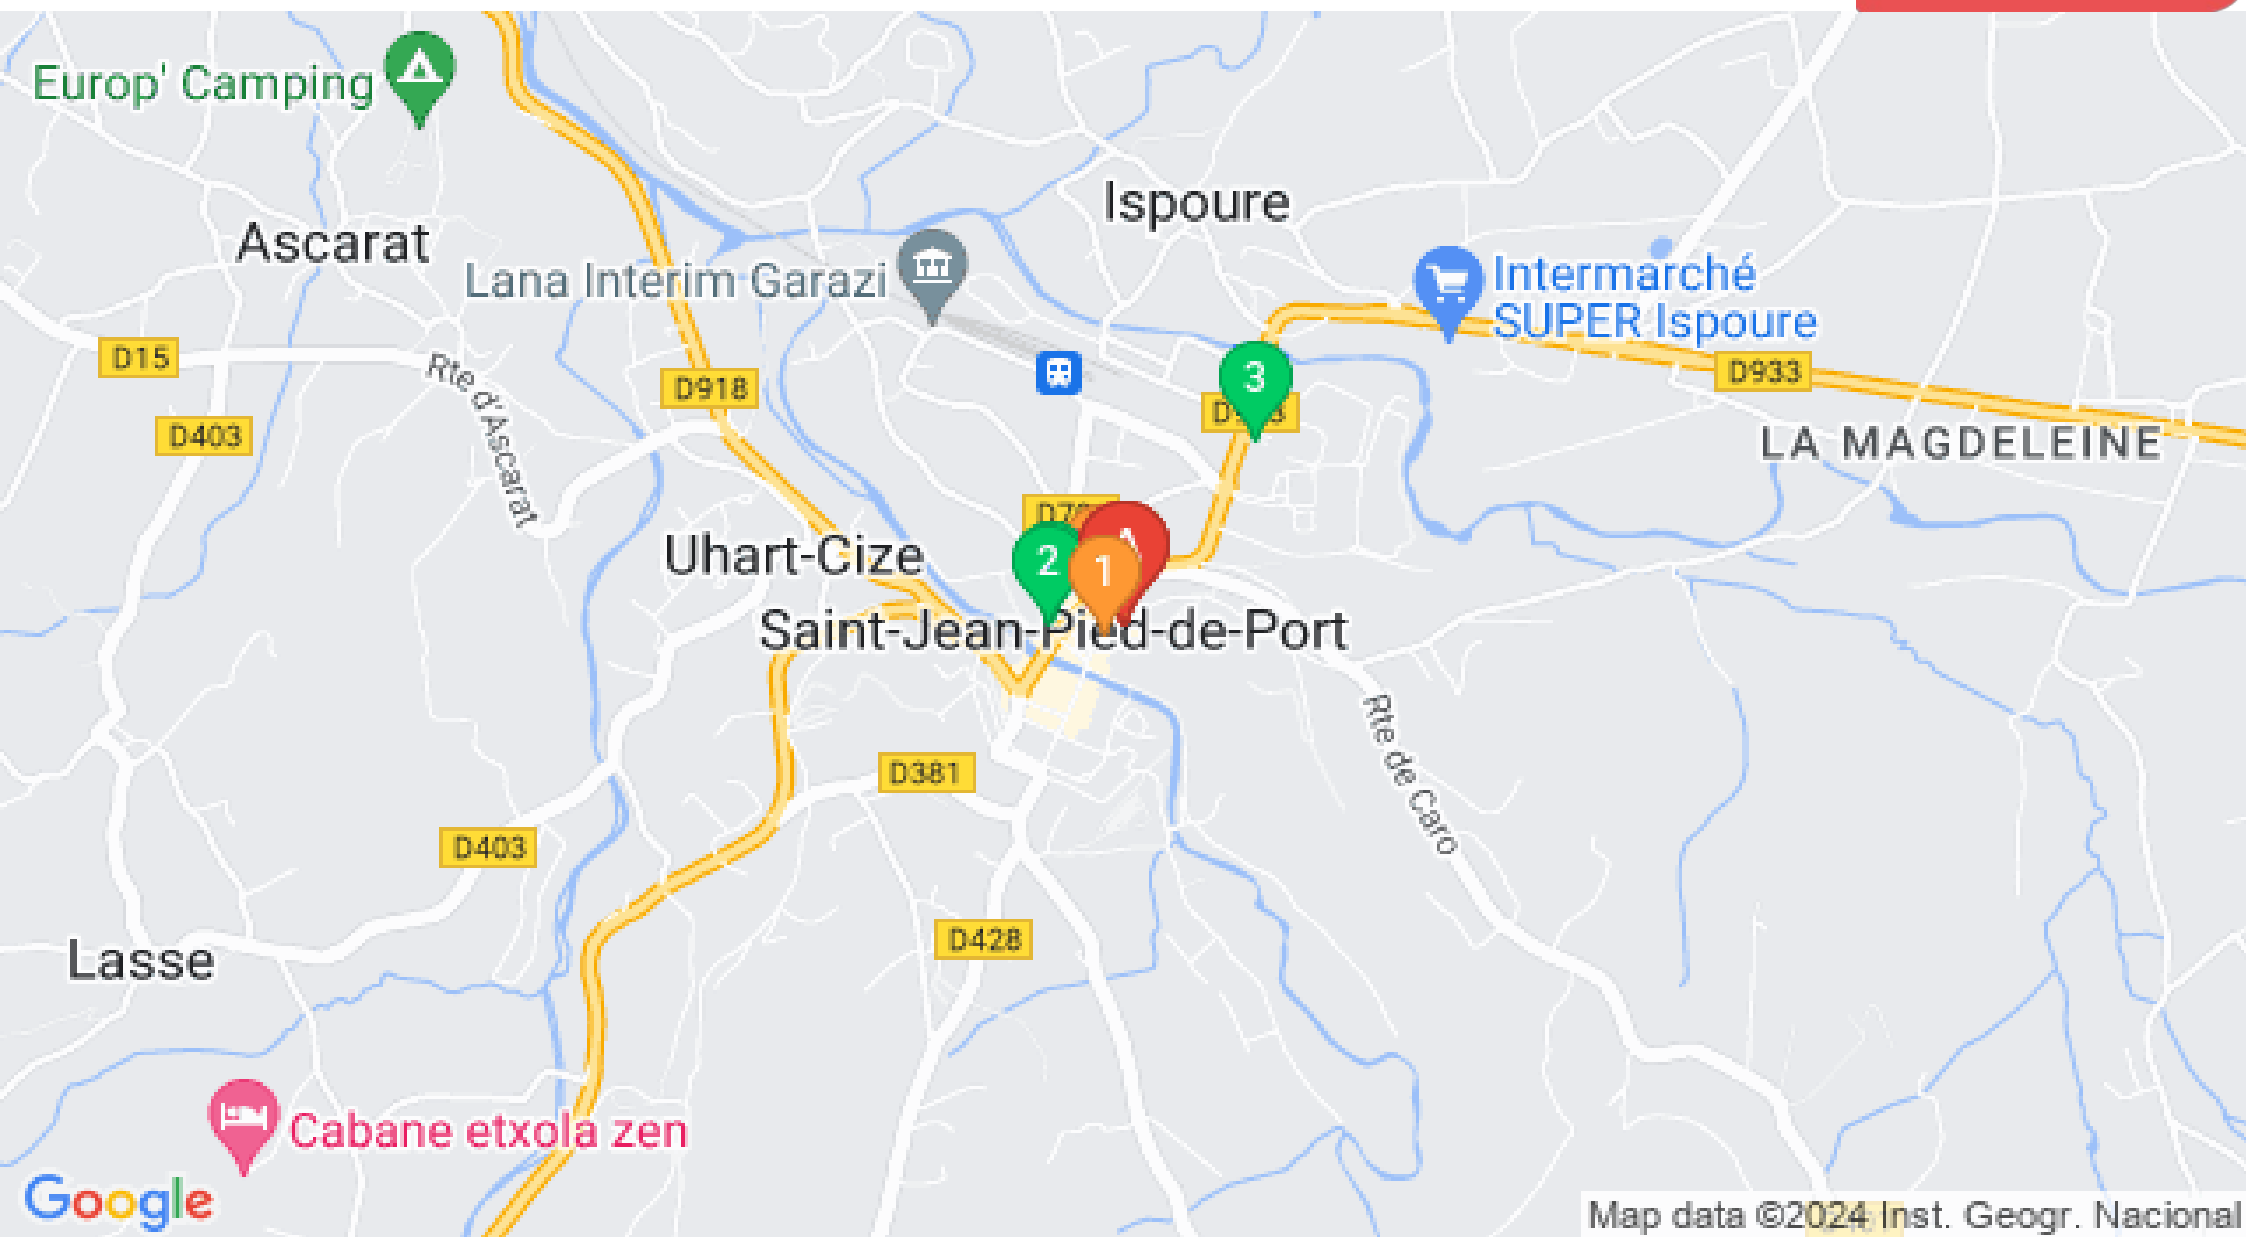 Europ' Camping
Ispoure
Ascarat
Lana Interim Garazi
Intermarché
SUPER Ispoure
D15
Rte d'Ascarat
D918
D933
3
D403
LA MAGDELEINE
Uhart-Cize
2
1
A
Saint-Jean-Pied-de-Port
Rte de Caro
D381
D403
D428
Lasse
Cabane etxola zen
Google
Map data ©2024 Inst. Geogr. Nacional